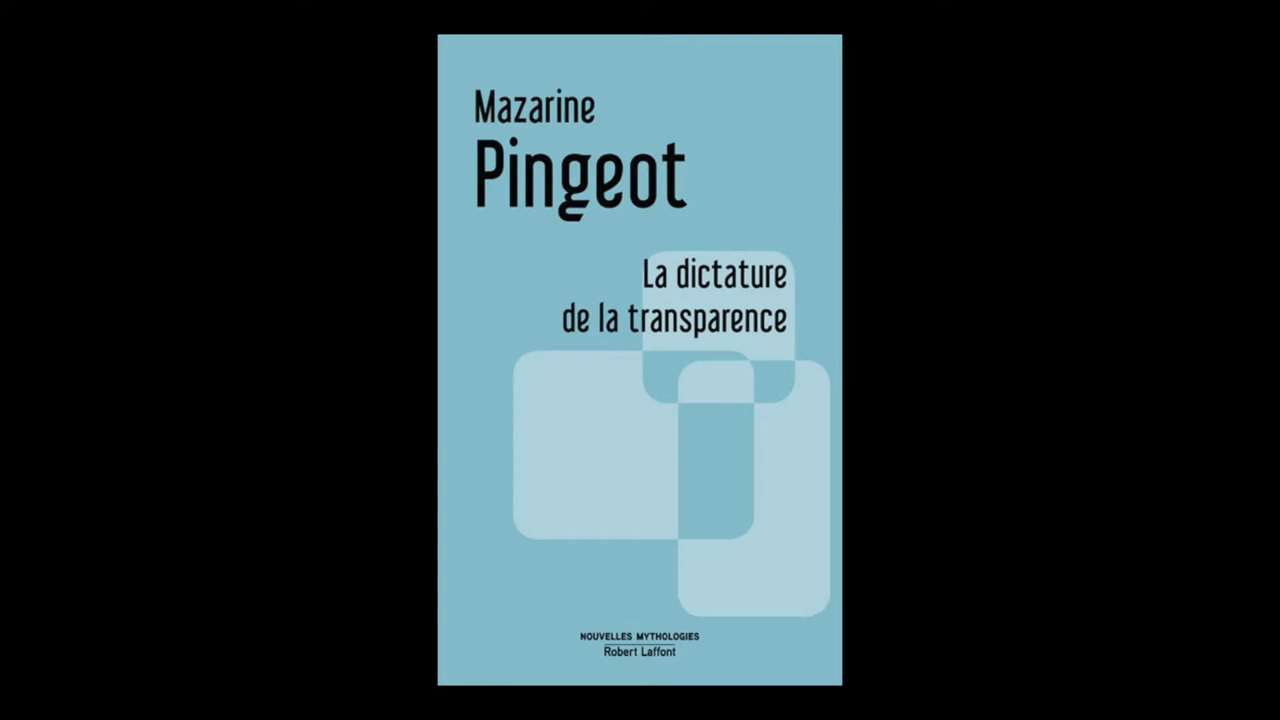 Mazarine
Pingeot
La dictature
de la transparence
NOUVELLES MYTHOLOGIES
Robert Laffont